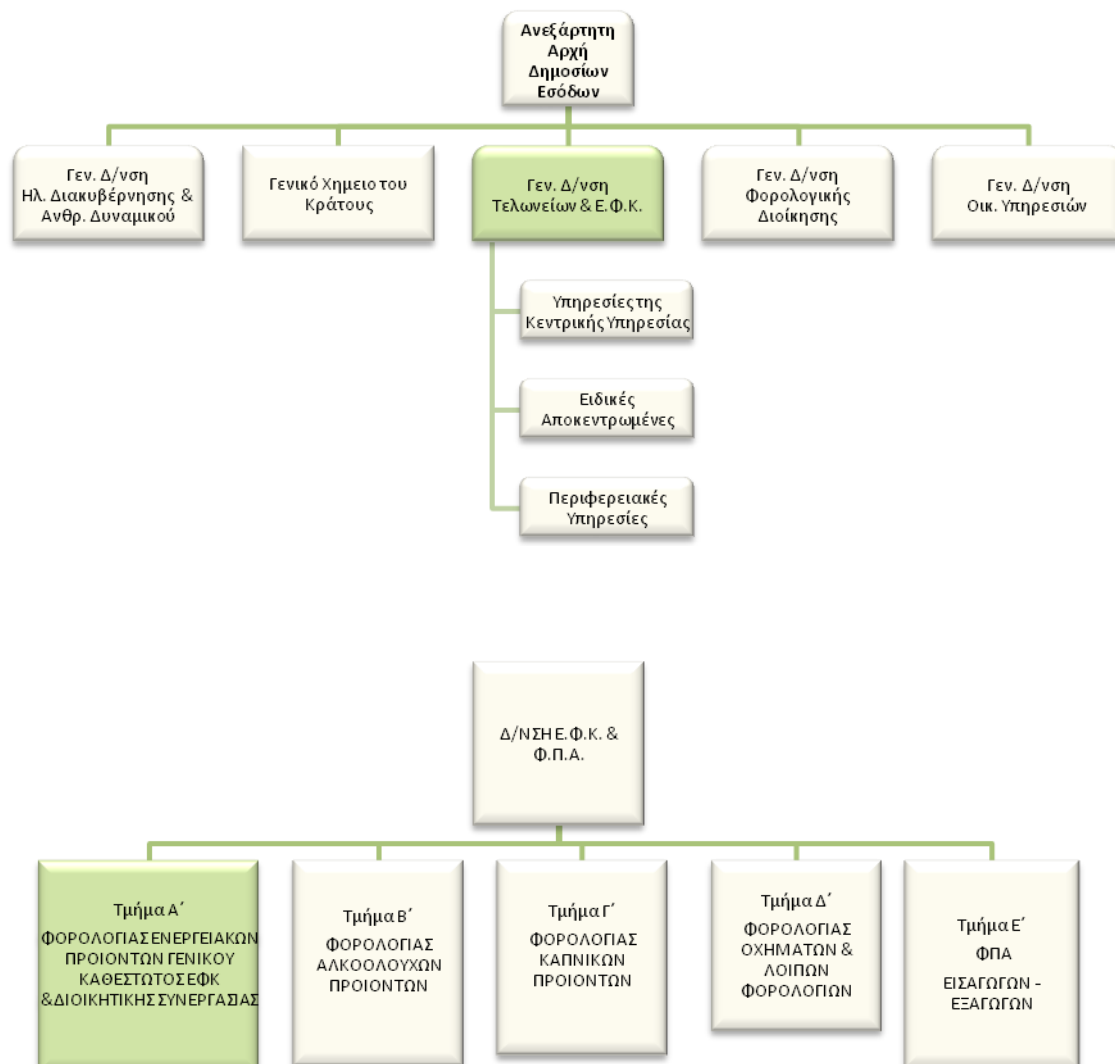 Ανεξάρτητη
Αρχή
Δημοσίων
Εσόδων
Γεν. Δ/νση
Ηλ. Διακυβέρνησης &
Ανθρ. Δυναμικού
Γενικό Χημειο του
Κράτους
Γεν. Δ/νση
Τελωνείων & Ε.Φ.Κ.
Γεν. Δ/νση
Φορολογικής
Διοίκησης
Γεν. Δ/νση
Οικ. Υπηρεσιών
Υπηρεσίες της
Κεντρικής Υπηρεσίας
Ειδικές
Αποκεντρωμένες
Περιφερειακές
Υπηρεσίες
Δ/ΝΣΗ Ε.Φ.Κ. &
Φ.Π.Α.
Τμήμα Α΄
ΦΟΡΟΛΟΓΙΑΣ ΕΝΕΡΓΕΙΑΚΩΝ
ΠΡΟΙΟΝΤΩΝ ΓΕΝΙΚΟΥ
ΚΑΘΕΣΤΩΤΟΣ ΕΦΚ
& ΔΙΟΙΚΗΤΙΚΗΣ ΣΥΝΕΡΓΑΣΙΑΣ
Τμήμα Β΄
ΦΟΡΟΛΟΓΙΑΣ
ΑΛΚΟΟΛΟΥΧΩΝ
ΠΡΟΙΟΝΤΩΝ
Τμήμα Γ΄
ΦΟΡΟΛΟΓΙΑΣ
ΚΑΠΝΙΚΩΝ
ΠΡΟΙΟΝΤΩΝ
Τμήμα Δ΄
ΦΟΡΟΛΟΓΙΑΣ
ΟΧΗΜΑΤΩΝ &
ΛΟΙΠΩΝ
ΦΟΡΟΛΟΓΙΩΝ
Τμήμα Ε΄
ΦΠΑ
ΕΙΣΑΓΩΓΩΝ –
ΕΞΑΓΩΓΩΝ